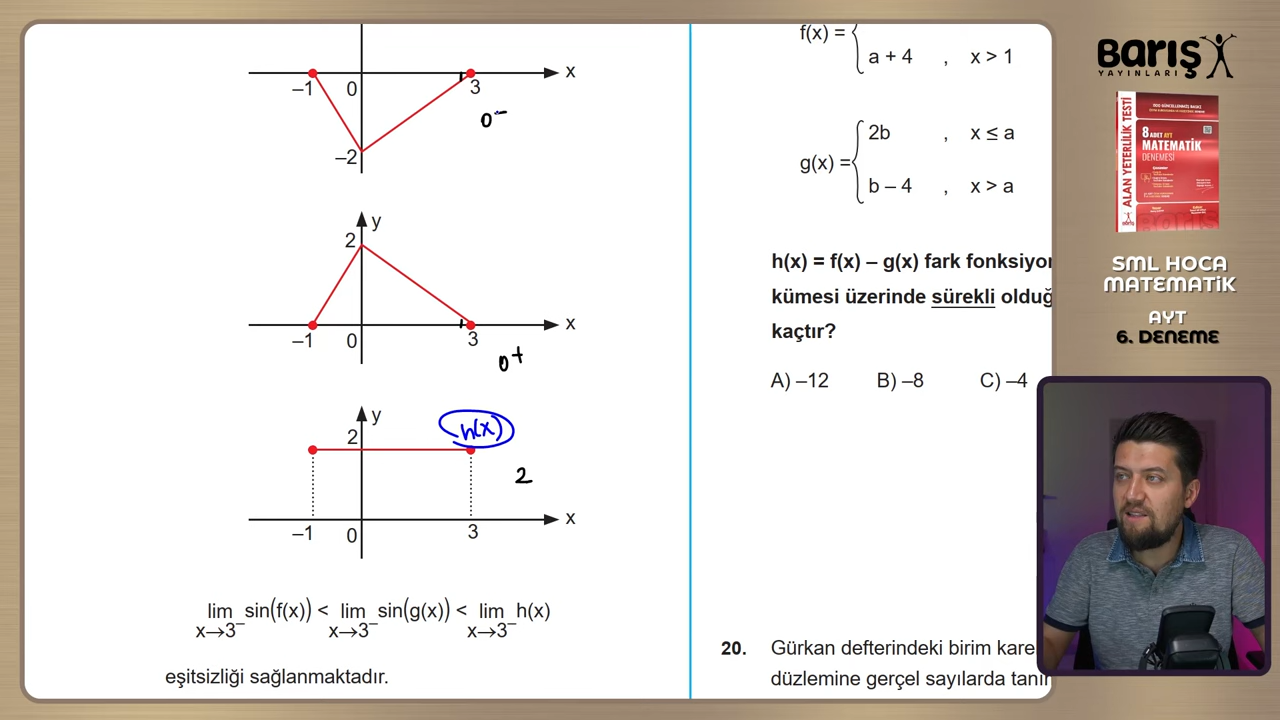 x
–1
0
3
0⁻
–2
y
2
x
–1
0
3
0⁺
y
2
h(x)
2
x
–1
0
3
lim sin(f(x)) < lim sin(g(x)) < lim h(x)
x→3⁻ x→3⁻ x→3⁻
eşitsizliği sağlanmaktadır.
f(x) =
a + 4 , x > 1
2b , x ≤ a
g(x) =
b – 4 , x > a
h(x) = f(x) – g(x) fark fonksiyon
kümesi üzerinde sürekli olduğ
kaçtır?
A) –12 B) –8 C) –4
20. Gürkan defterindeki birim kare
düzlemine gerçel sayılarda tanı
Barış
YAYINLARI
ALAN YETERLİLİK TESTİ
8 ADET AYT
MATEMATİK
DENEMESİ
SML HOCA
MATEMATİK
AYT
6. DENEME